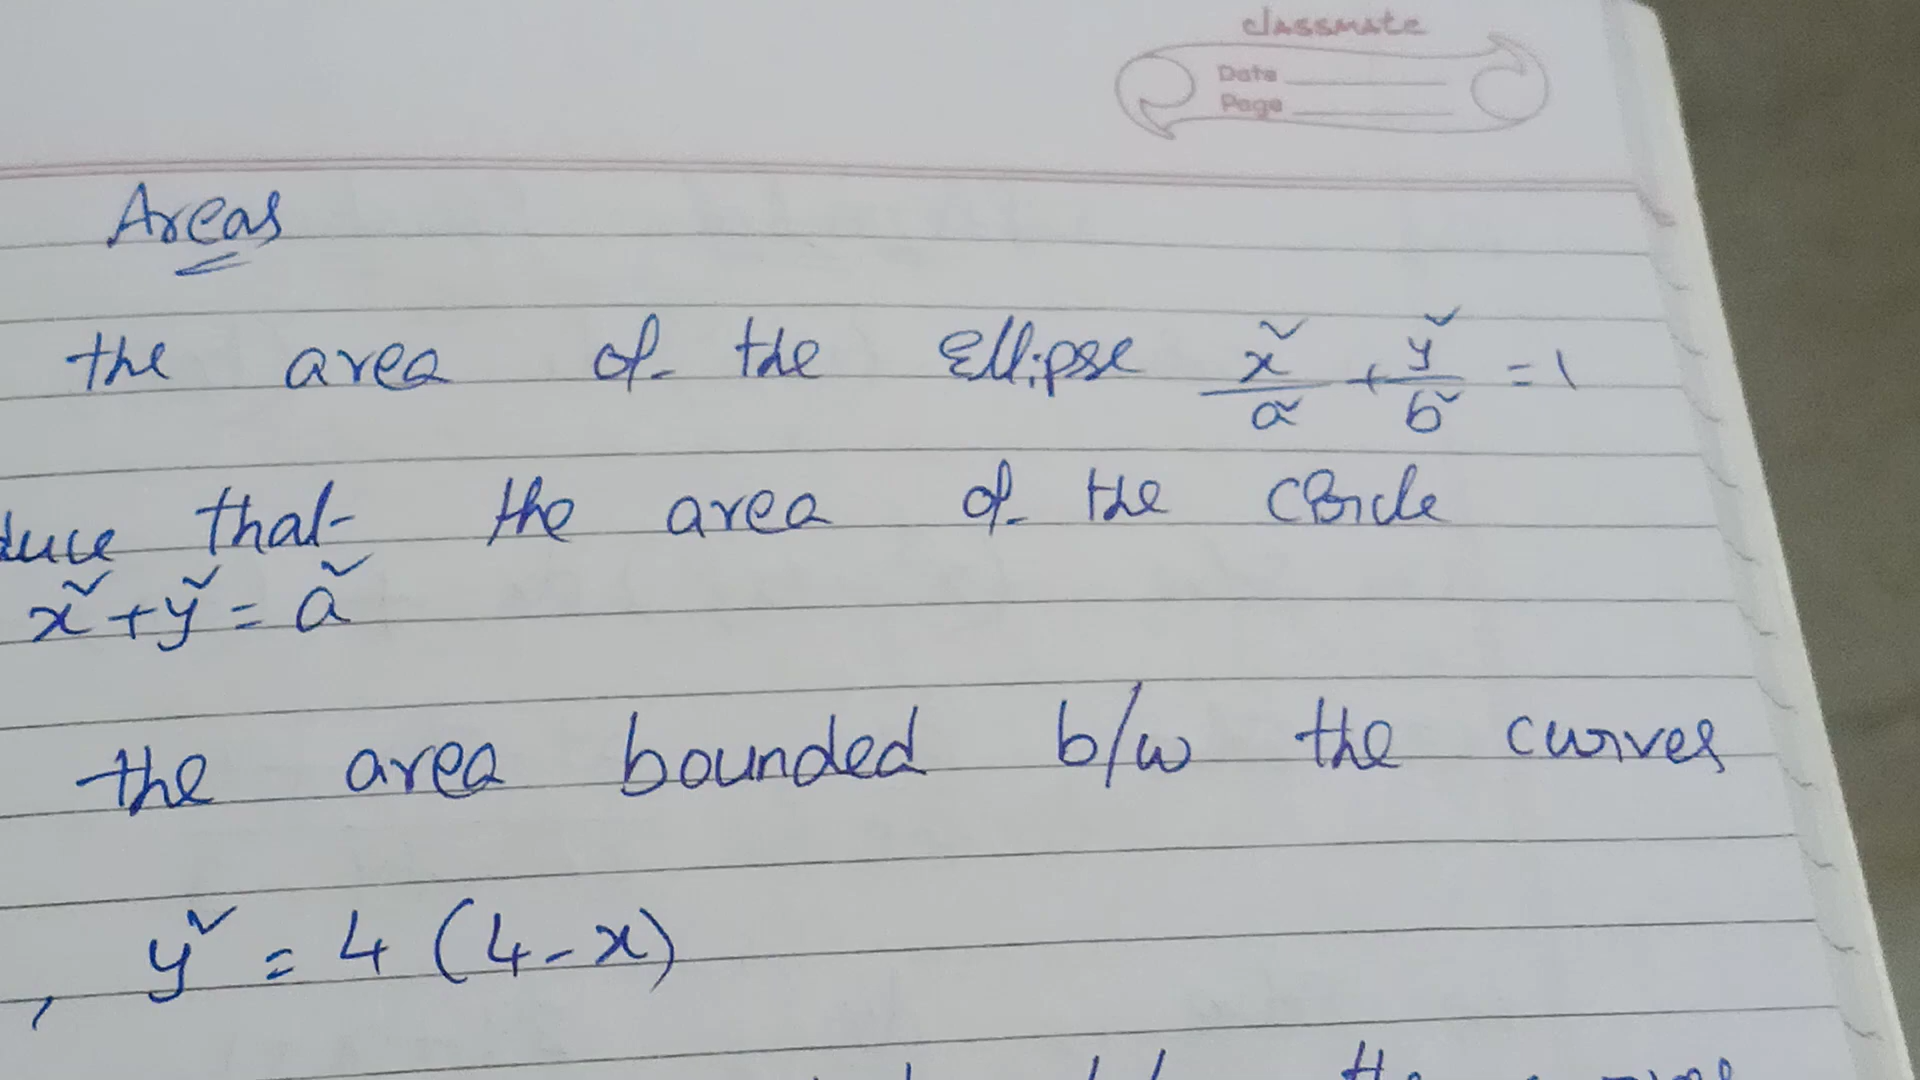 classmate
Date
Page
Areas
the area of the Ellipse x²/a² + y²/b² = 1
duce that the area of the Circle
x² + y² = a²
the area bounded b/w the curves
, y² = 4 (4 - x)
the